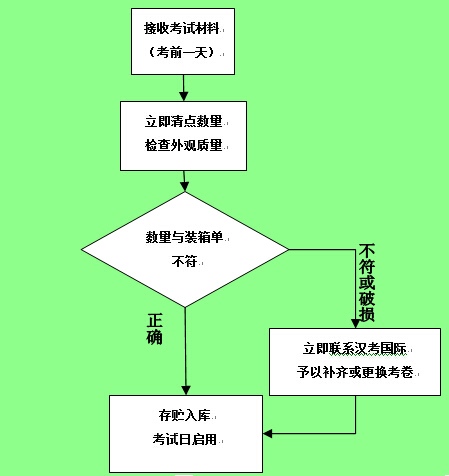 接收考试材料
（考前一天）
立即清点数量
检查外观质量
数量与装箱单
不符
不符或破损
正确
立即联系汉考国际
予以补齐或更换考卷
存贮入库
考试日启用